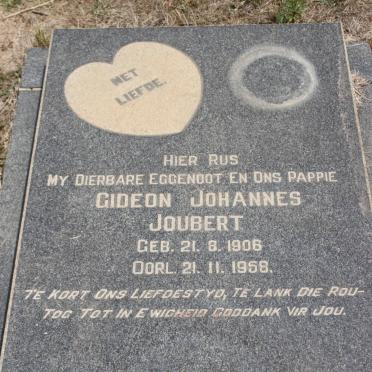 MET
LIEFDE.
HIER RUS
MY DIERBARE EGGENOOT EN ONS PAPPIE
GIDEON JOHANNES
JOUBERT
GEB. 21. 8. 1906
OORL. 21. 11. 1958.
TE KORT ONS LIEFDESTYD, TE LANK DIE ROU-
TOG TOT IN EWIGHEID GODDANK VIR JOU.